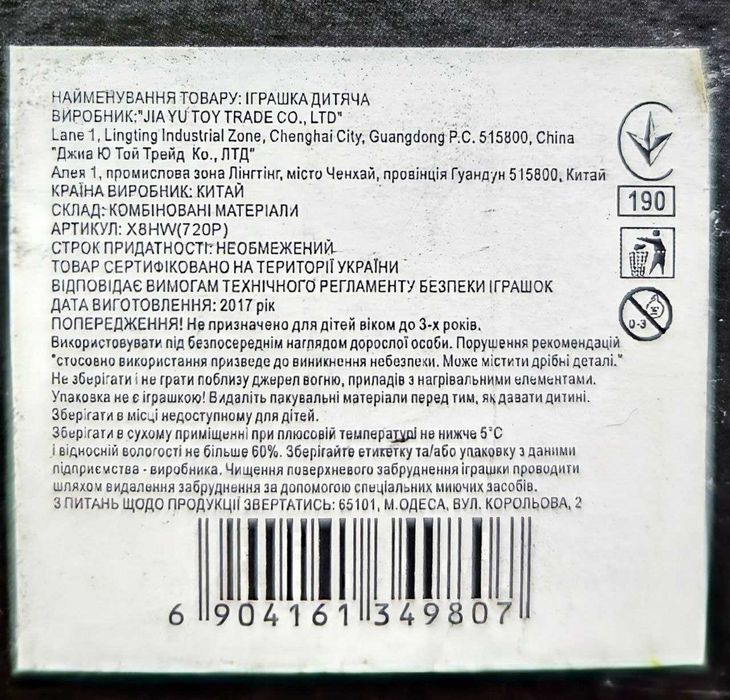 НАЙМЕНУВАННЯ ТОВАРУ: ІГРАШКА ДИТЯЧА
ВИРОБНИК:"JIA YU TOY TRADE CO., LTD"
Lane 1, Lingting Industrial Zone, Chenghai City, Guangdong P.C. 515800, China
"Джиа Ю Той Трейд Ко., ЛТД"
Алея 1, промислова зона Лінгтінг, місто Ченхай, провінція Гуандун 515800, Китай
КРАЇНА ВИРОБНИК: КИТАЙ
СКЛАД: КОМБІНОВАНІ МАТЕРІАЛИ
АРТИКУЛ: X8HW(720P)
СТРОК ПРИДАТНОСТІ: НЕОБМЕЖЕНИЙ
ТОВАР СЕРТИФІКОВАНО НА ТЕРИТОРІЇ УКРАЇНИ
ВІДПОВІДАЄ ВИМОГАМ ТЕХНІЧНОГО РЕГЛАМЕНТУ БЕЗПЕКИ ІГРАШОК
ДАТА ВИГОТОВЛЕННЯ: 2017 рік
ПОПЕРЕДЖЕННЯ! Не призначено для дітей віком до 3-х років.
Використовувати під безпосереднім наглядом дорослої особи. Порушення рекомендацій
"стосовно використання призведе до виникнення небезпеки. Може містити дрібні деталі."
Не зберігати і не грати поблизу джерел вогню, приладів з нагрівальними елементами.
Упаковка не є іграшкою! Видаліть пакувальні матеріали перед тим, як давати дитині.
Зберігати в місці недоступному для дітей.
Зберігати в сухому приміщенні при плюсовій температурі не нижче 5°C
і відносній вологості не більше 60%. Зберігайте етикетку та/або упаковку з даними
підприємства - виробника. Чищення поверхневого забруднення іграшки проводити
шляхом видалення забруднення за допомогою спеціальних миючих засобів.
З ПИТАНЬ ЩОДО ПРОДУКЦІЇ ЗВЕРТАТИСЬ: 65101, М.ОДЕСА, ВУЛ. КОРОЛЬОВА, 2
190
0-3
6 904161 349807